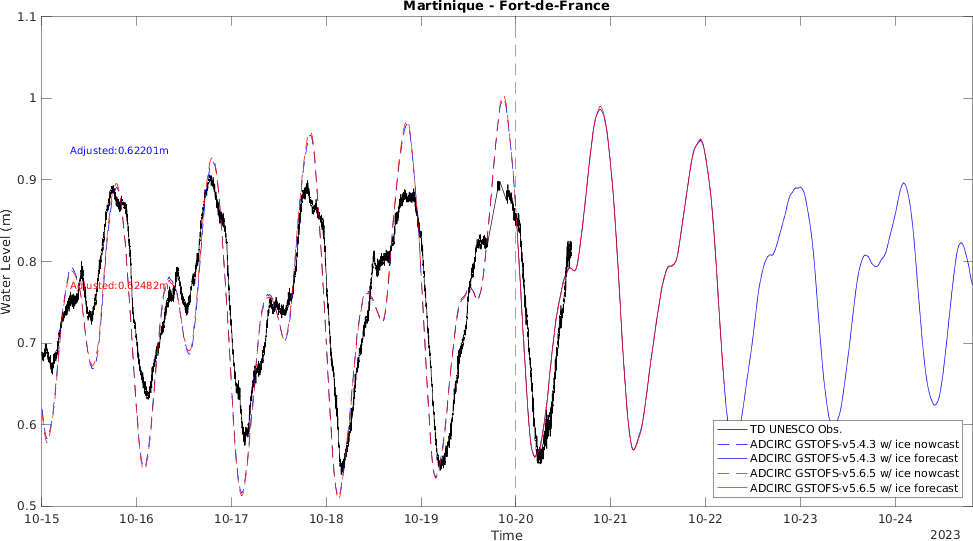 Martinique - Fort-de-France
Water Level (m)
1.1
1
0.9
0.8
0.7
0.6
0.5
Adjusted:0.62201m
Adjusted:0.62482m
TD UNESCO Obs.
ADCIRC GSTOFS-v5.4.3 w/ ice nowcast
ADCIRC GSTOFS-v5.4.3 w/ ice forecast
ADCIRC GSTOFS-v5.6.5 w/ ice nowcast
ADCIRC GSTOFS-v5.6.5 w/ ice forecast
10-15 10-16 10-17 10-18 10-19 10-20 10-21 10-22 10-23 10-24
Time
2023